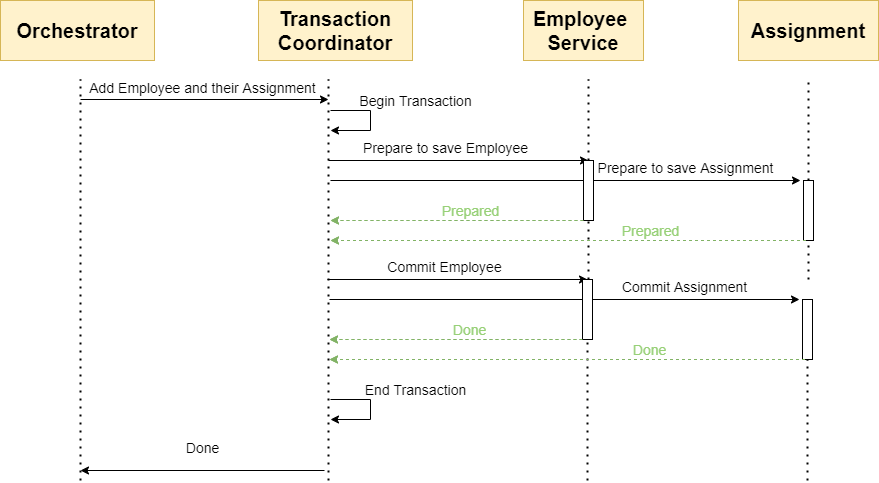 Orchestrator
Transaction
Coordinator
Employee
Service
Assignment
Add Employee and their Assignment
Begin Transaction
Prepare to save Employee
Prepare to save Assignment
Prepared
Prepared
Commit Employee
Commit Assignment
Done
Done
End Transaction
Done